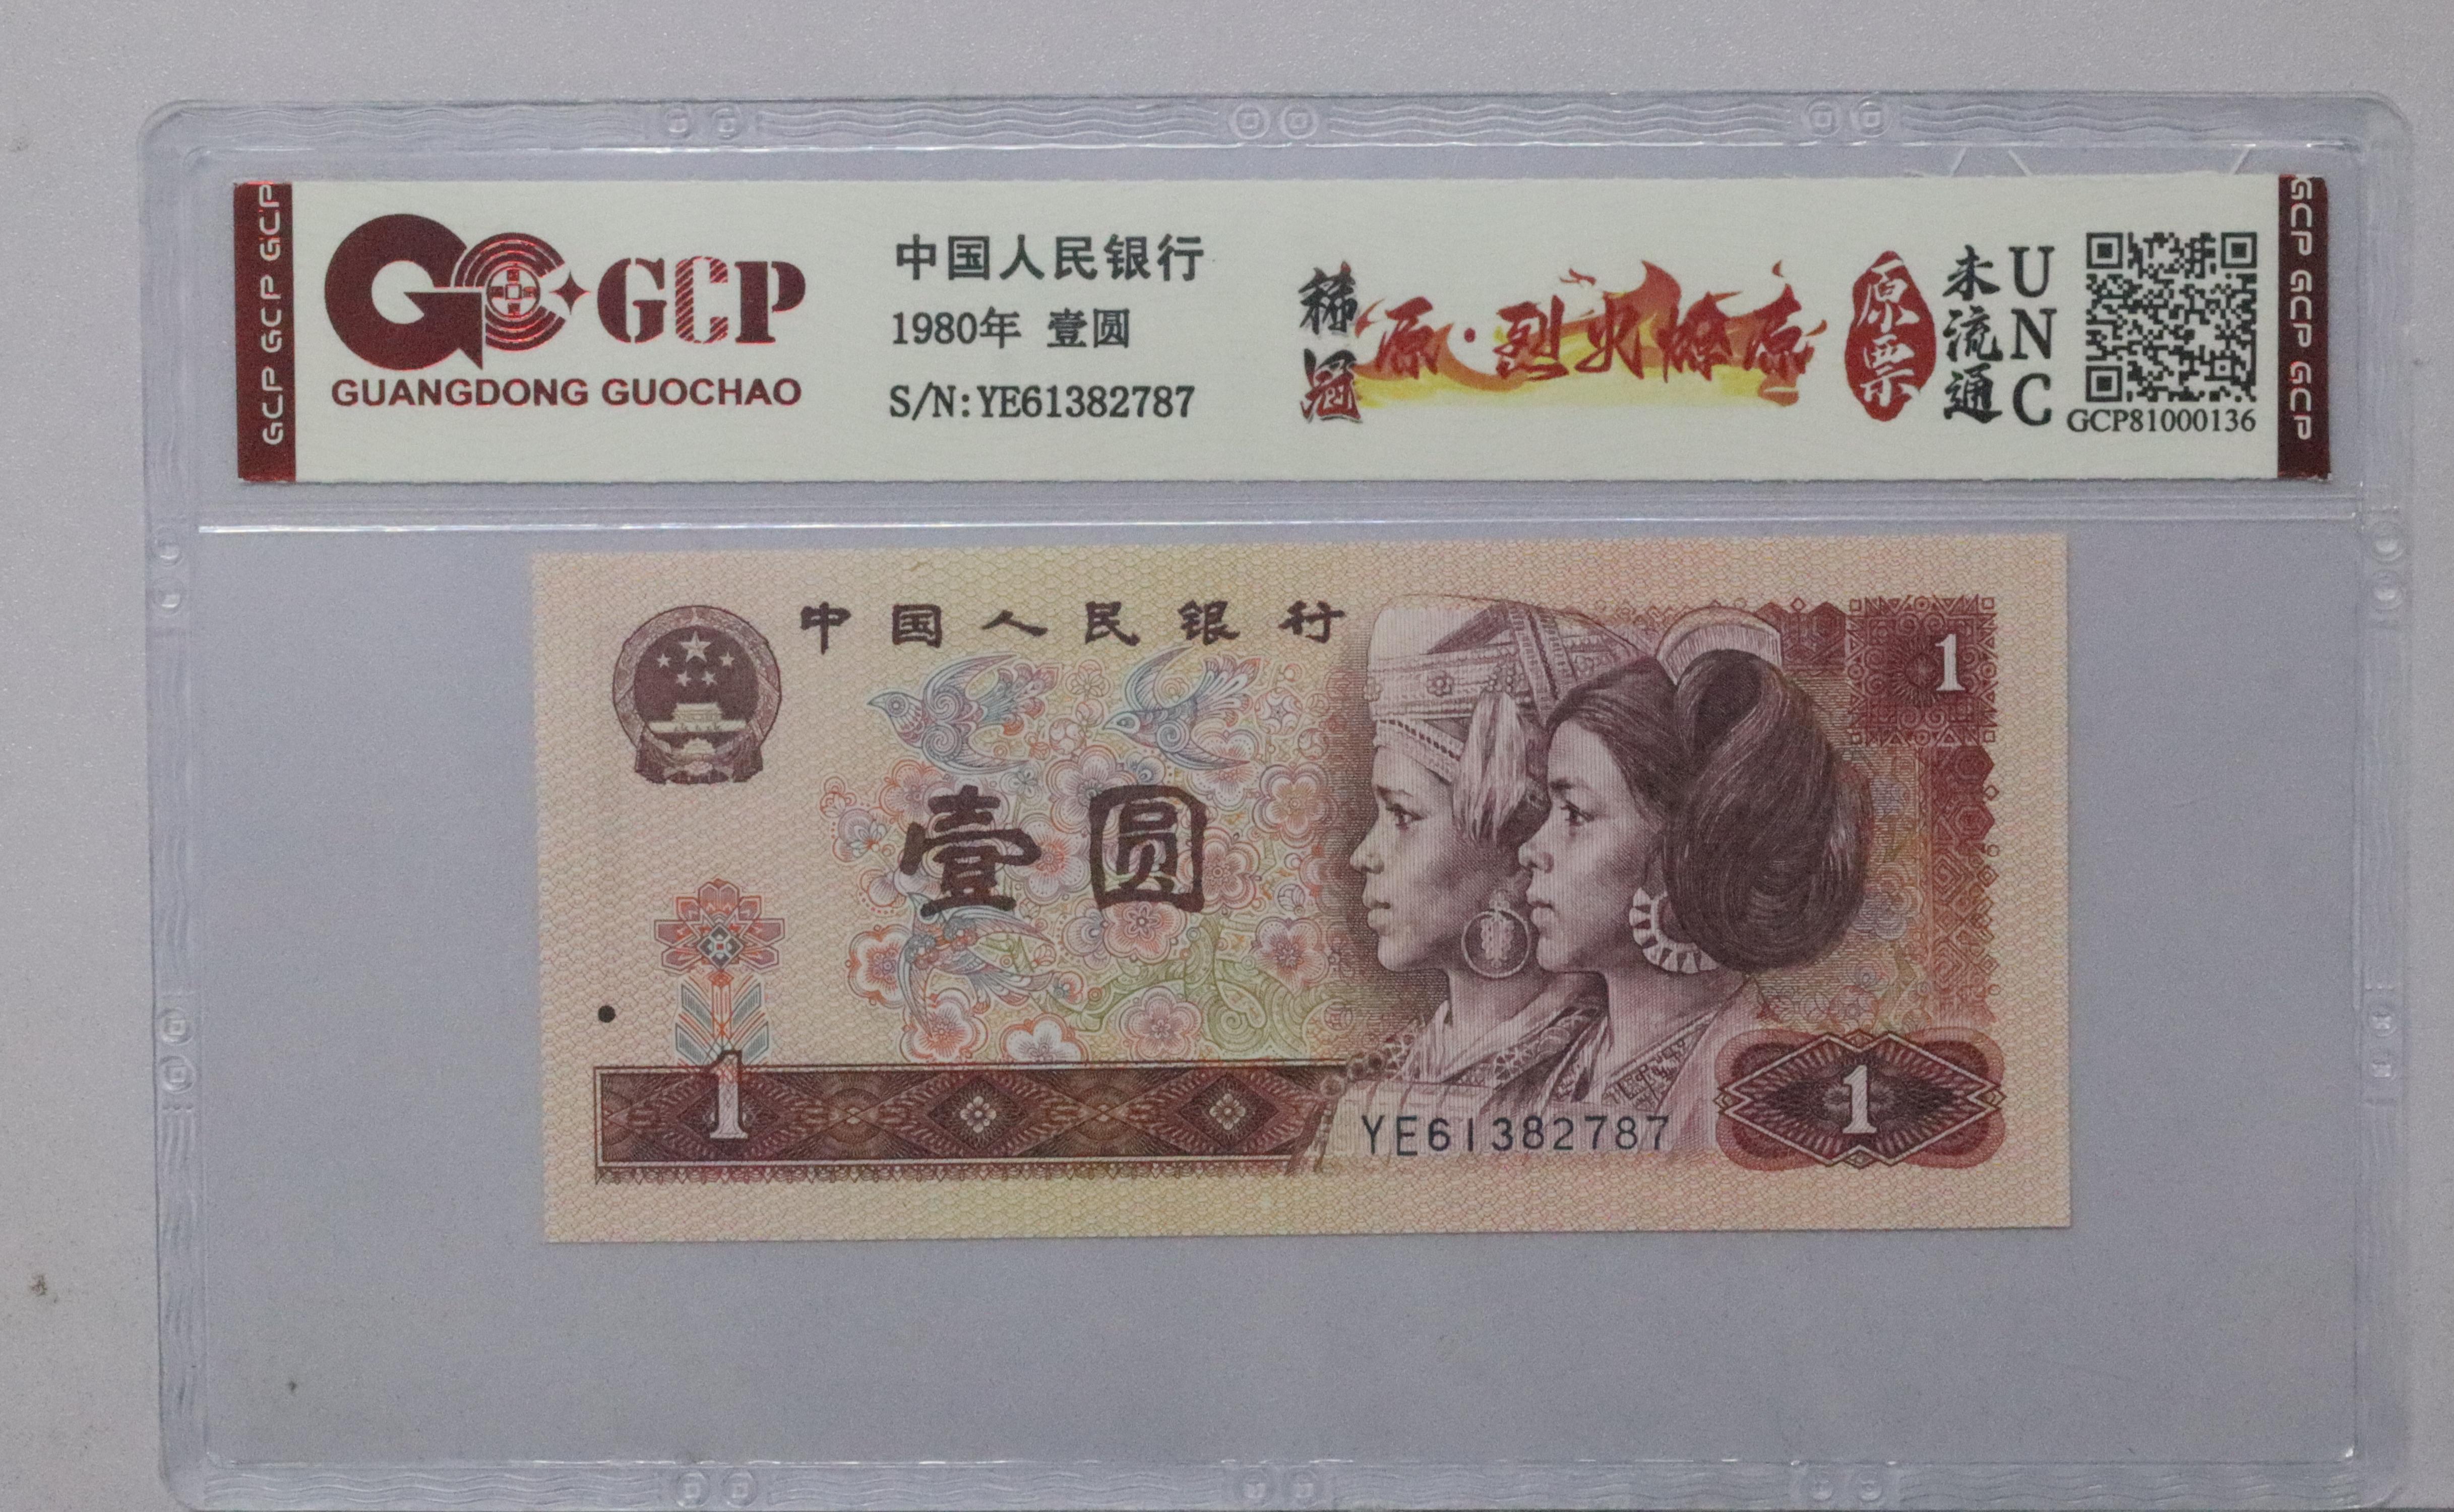 GCP GCP GCP
GCP
GUANGDONG GUOCHAO
中国人民银行
1980年 壹圆
S/N:YE61382787
稀冠
原·烈火燎原
原票
未流通
UNC
GCP81000136
GCP GCP GCP
中国人民银行
1
壹圆
1
1
YE61382787